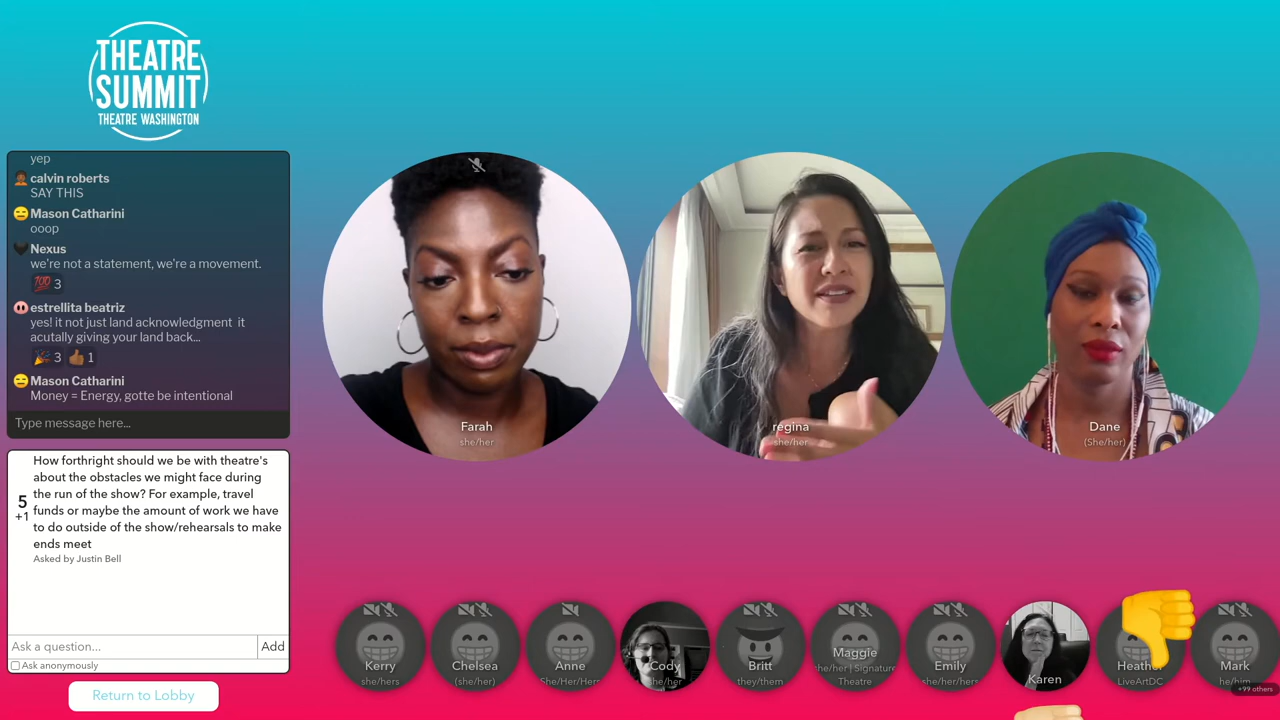 THEATRE
SUMMIT
THEATRE WASHINGTON
yep
calvin roberts
SAY THIS
Mason Catharini
ooop
Nexus
we're not a statement, we're a movement.
100 3
estrellita beatriz
yes! it not just land acknowledgment it
acutally giving your land back...
3 1
Mason Catharini
Money = Energy, gotte be intentional
Type message here...
5
+1
How forthright should we be with theatre's
about the obstacles we might face during
the run of the show? For example, travel
funds or maybe the amount of work we have
to do outside of the show/rehearsals to make
ends meet
Asked by Justin Bell
Ask a question...
Add
Ask anonymously
Return to Lobby
Farah
she/her
regina
she/her
Dane
(She/her)
Kerry
she/hers
Chelsea
(she/her)
Anne
She/Her/Hers
Cody
she/her
Britt
they/them
Maggie
she/her | Signature
Theatre
Emily
she/her/hers
Karen
Heather
LiveArtDC
Mark
he/him
+99 others